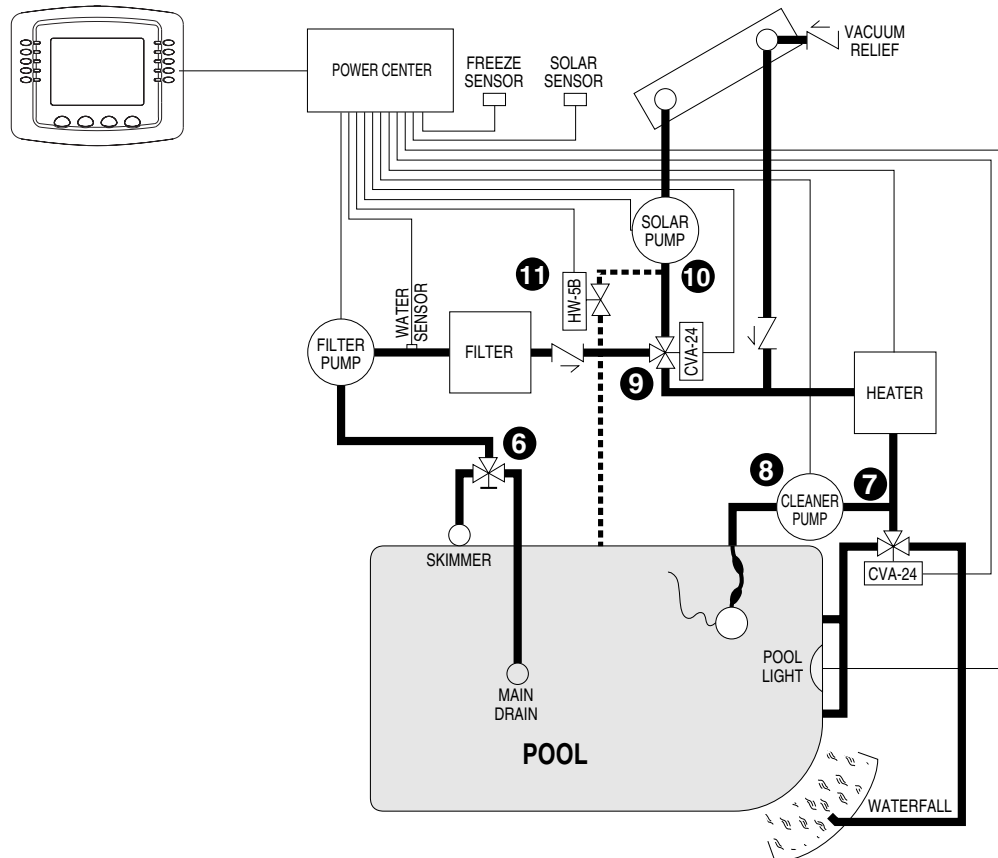 VACUUM
RELIEF
FREEZE
SENSOR
SOLAR
SENSOR
POWER CENTER
SOLAR
PUMP
11
10
HW-5B
WATER
SENSOR
FILTER
PUMP
FILTER
CVA-24
9
HEATER
6
8
7
CLEANER
PUMP
SKIMMER
CVA-24
POOL
LIGHT
MAIN
DRAIN
POOL
WATERFALL